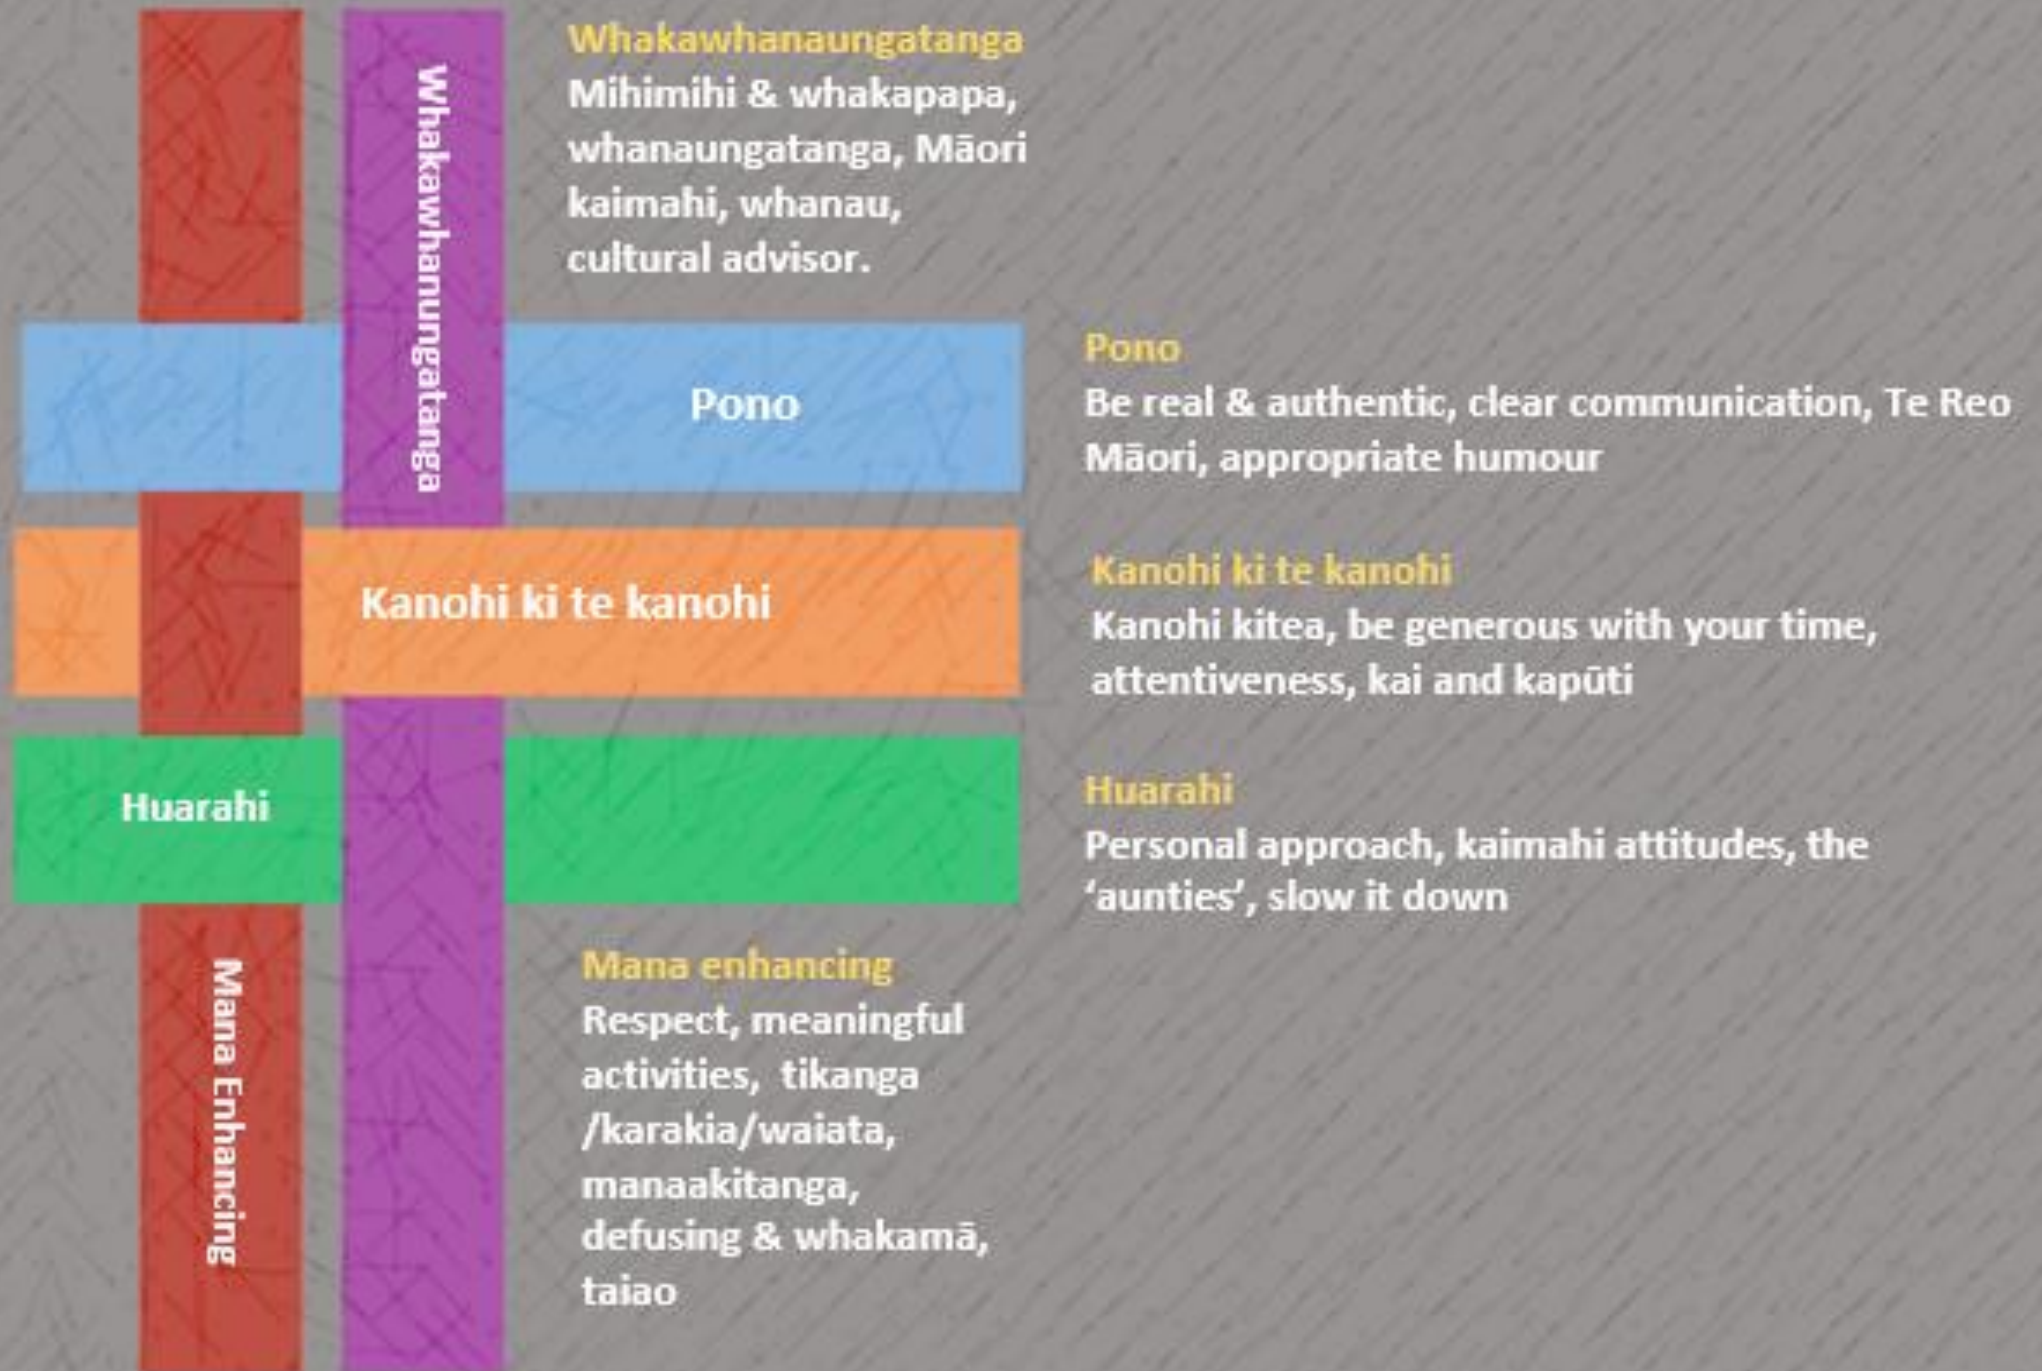 Whakawhanaungatanga
Mihimihi & whakapapa,
whanaungatanga, Māori
kaimahi, whanau,
cultural advisor.
Whakawhanungatanga
Pono
Pono
Be real & authentic, clear communication, Te Reo
Māori, appropriate humour
Kanohi ki te kanohi
Kanohi ki te kanohi
Kanohi kitea, be generous with your time,
attentiveness, kai and kapūti
Huarahi
Huarahi
Personal approach, kaimahi attitudes, the
‘aunties’, slow it down
Mana Enhancing
Mana enhancing
Respect, meaningful
activities,  tikanga
/karakia/waiata,
manaakitanga,
defusing & whakamā,
taiao